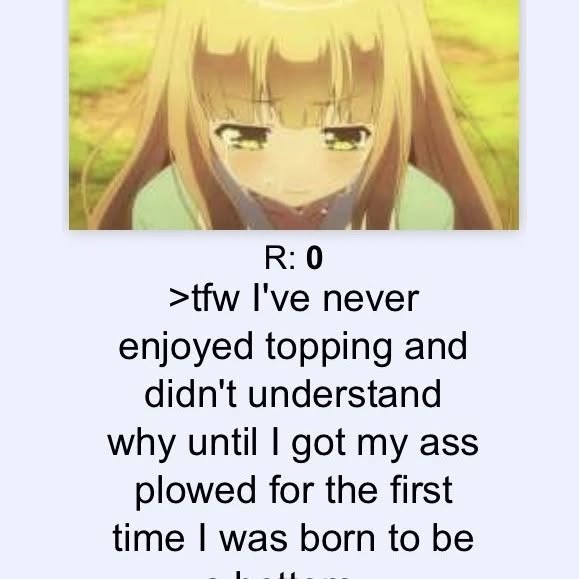 R: 0
>tfw I've never
enjoyed topping and
didn't understand
why until I got my ass
plowed for the first
time I was born to be
a bottom